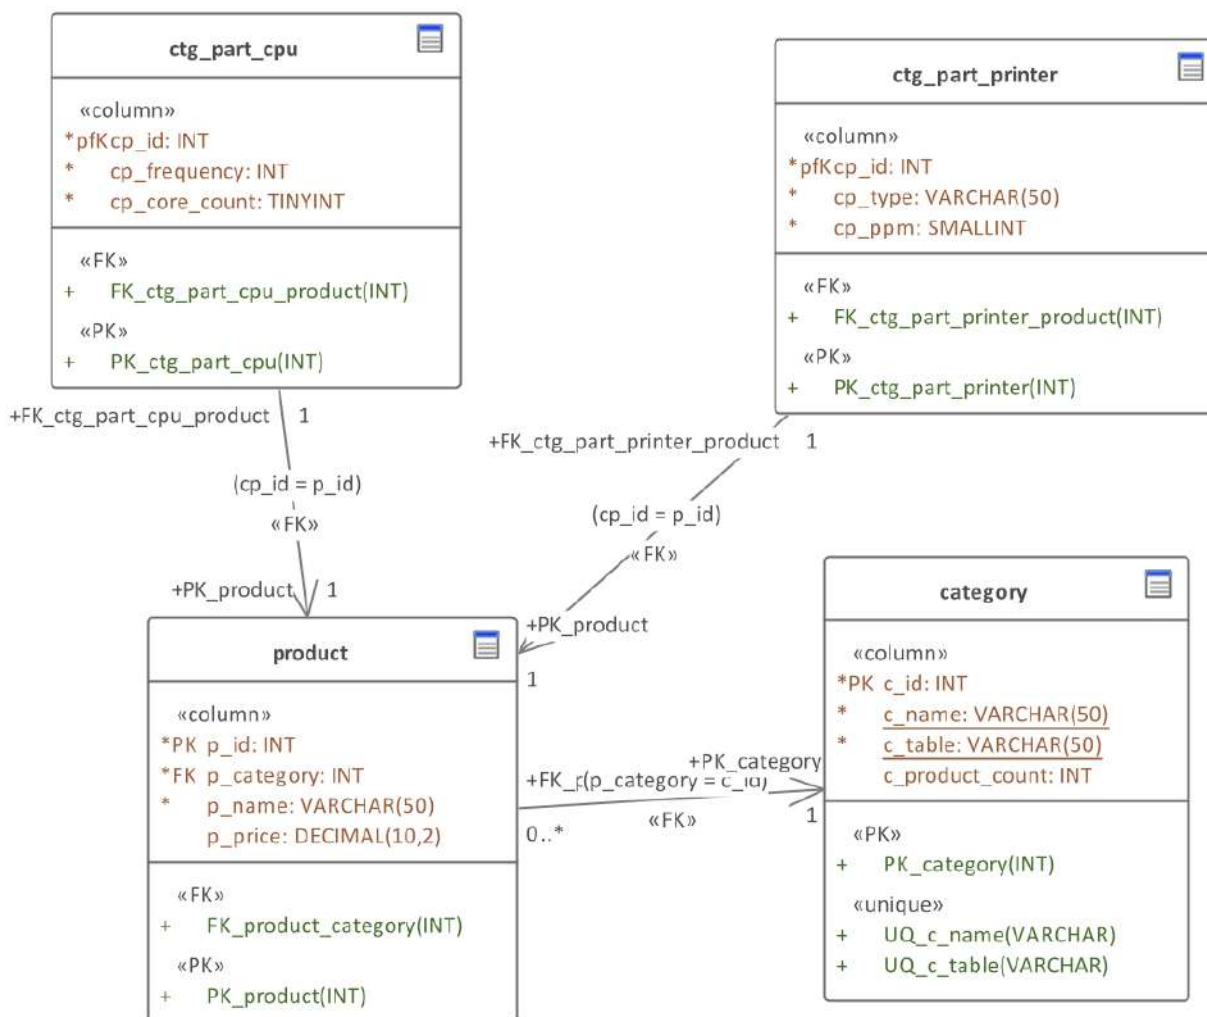 ctg_part_cpu
«column»
*pfKcp_id: INT
* cp_frequency: INT
* cp_core_count: TINYINT
«FK»
+ FK_ctg_part_cpu_product(INT)
«PK»
+ PK_ctg_part_cpu(INT)
ctg_part_printer
«column»
*pfKcp_id: INT
* cp_type: VARCHAR(50)
* cp_ppm: SMALLINT
«FK»
+ FK_ctg_part_printer_product(INT)
«PK»
+ PK_ctg_part_printer(INT)
+FK_ctg_part_cpu_product 1
(cp_id = p_id)
«FK»
+PK_product 1
+FK_ctg_part_printer_product 1
(cp_id = p_id)
«FK»
+PK_product
1
product
«column»
*PK p_id: INT
*FK p_category: INT
* p_name: VARCHAR(50)
p_price: DECIMAL(10,2)
«FK»
+ FK_product_category(INT)
«PK»
+ PK_product(INT)
+PK_category
+FK_p(p_category = c_id)
«FK»
0..*
1
category
«column»
*PK c_id: INT
* c_name: VARCHAR(50)
* c_table: VARCHAR(50)
c_product_count: INT
«PK»
+ PK_category(INT)
«unique»
+ UQ_c_name(VARCHAR)
+ UQ_c_table(VARCHAR)